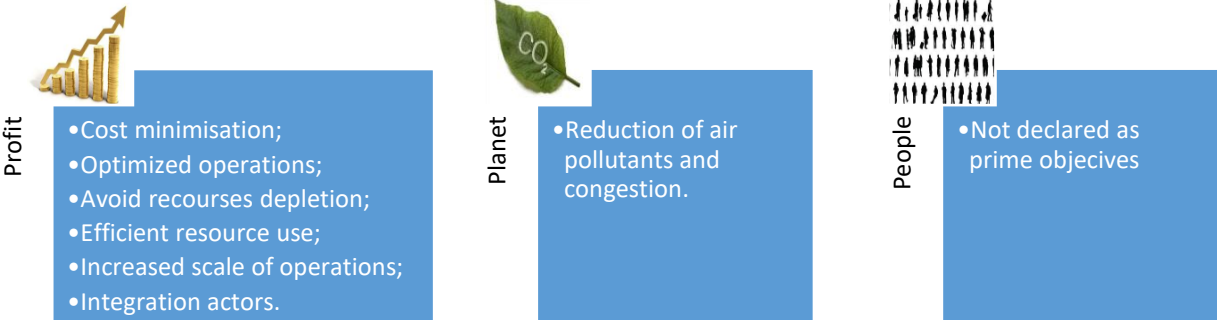 Profit
•Cost minimisation;
•Optimized operations;
•Avoid recourses depletion;
•Efficient resource use;
•Increased scale of operations;
•Integration actors.
CO2
Planet
•Reduction of air
pollutants and
congestion.
People
•Not declared as
prime objecives